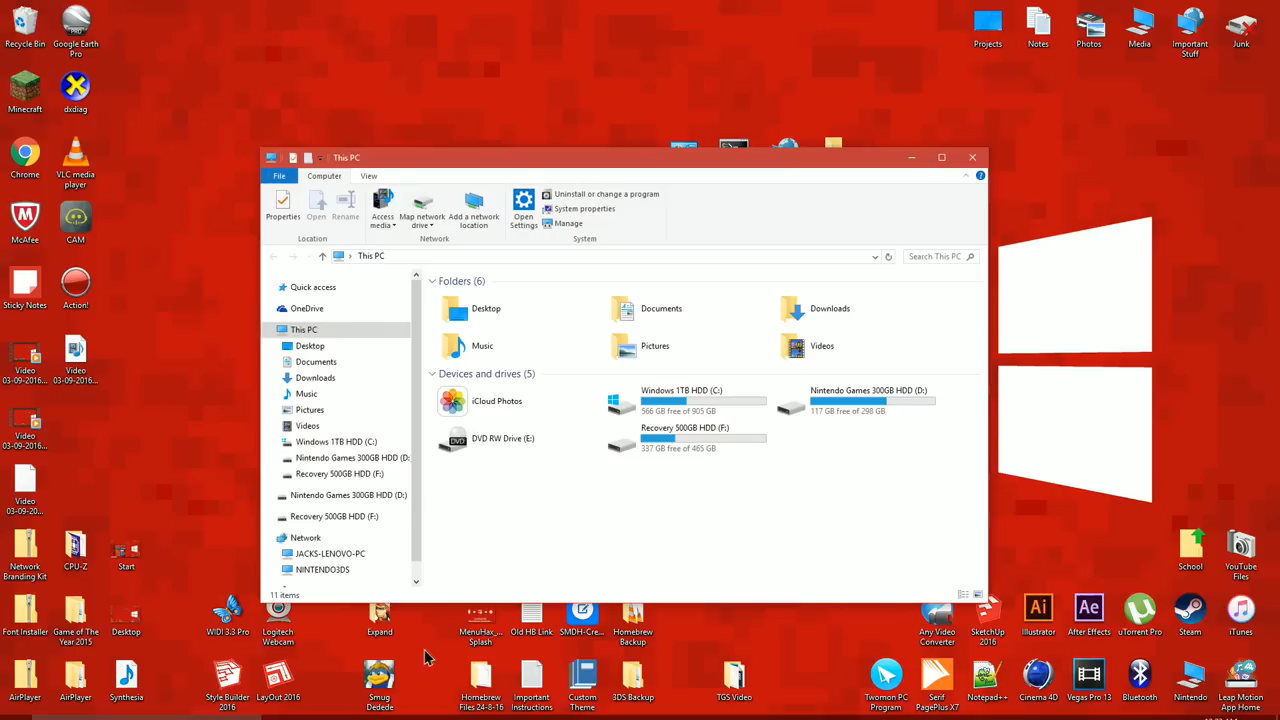 Recycle Bin
Google Earth
Pro
Projects
Notes
Photos
Media
Important
Stuff
Junk
Minecraft
dxdiag
Chrome
VLC media
player
McAfee
CAM
Sticky Notes
Action!
Video
03-09-2016...
Video
03-09-2016...
Video
03-09-2016...
Video
03-09-20...
Network
Branding Kit
CPU-Z
Start
Font Installer
Game of The
Year 2015
Desktop
AirPlayer
AirPlayer
Synthesia
This PC
File
Computer
View
Properties
Open
Rename
Access
media
Map network
drive
Add a network
location
Open
Settings
Uninstall or change a program
System properties
Manage
Location
Network
System
This PC
Search This PC
Quick access
OneDrive
This PC
Desktop
Documents
Downloads
Music
Pictures
Videos
Windows 1TB HDD (C:)
Nintendo Games 300GB HDD (D:
Recovery 500GB HDD (F:)
Nintendo Games 300GB HDD (D:)
Recovery 500GB HDD (F:)
Network
JACKS-LENOVO-PC
NINTENDO3DS
Folders (6)
Desktop
Documents
Downloads
Music
Pictures
Videos
Devices and drives (5)
iCloud Photos
Windows 1TB HDD (C:)
566 GB free of 905 GB
Nintendo Games 300GB HDD (D:)
117 GB free of 298 GB
DVD RW Drive (E:)
Recovery 500GB HDD (F:)
337 GB free of 465 GB
11 items
School
YouTube
Files
WIDI 3.3 Pro
Logitech
Webcam
Expand
MenuHax_...
Splash
Old HB Link
SMDH-Cre...
Homebrew
Backup
Any Video
Converter
SketchUp
2016
Illustrator
After Effects
uTorrent Pro
Steam
iTunes
Style Builder
2016
LayOut 2016
Smug
Dedede
Homebrew
Files 24-8-16
Important
Instructions
Custom
Theme
3DS Backup
TGS Video
Twomon PC
Program
Serif
PagePlus X7
Notepad++
Cinema 4D
Vegas Pro 13
Bluetooth
Nintendo
Leap Motion
App Home